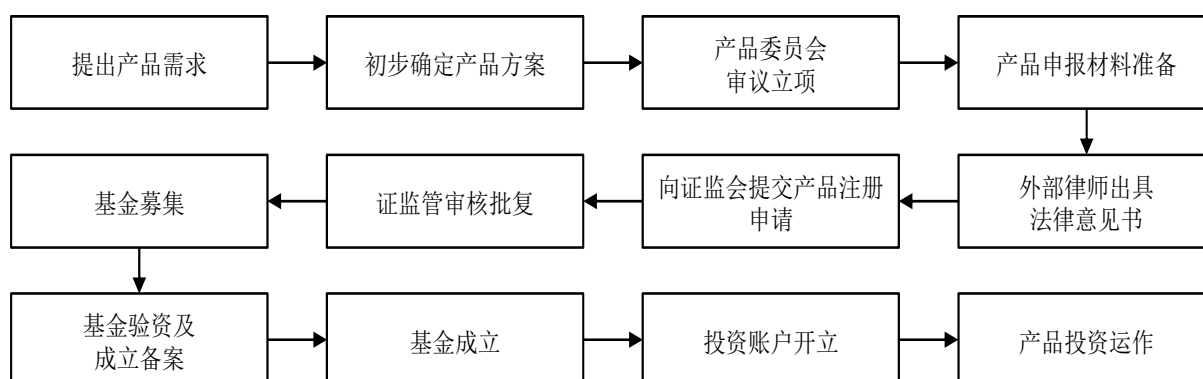 提出产品需求
初步确定产品方案
产品委员会
审议立项
产品申报材料准备
外部律师出具
法律意见书
向证监会提交产品注册
申请
证监管审核批复
基金募集
基金验资及
成立备案
基金成立
投资账户开立
产品投资运作